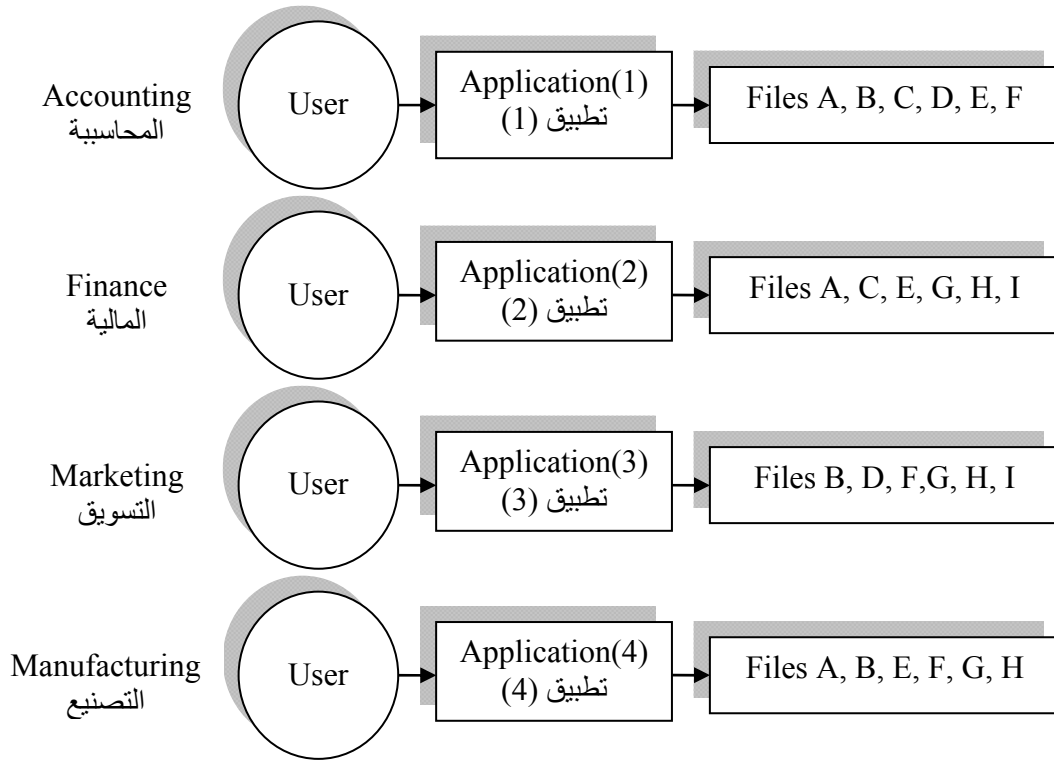 Accounting
المحاسبية
User
Application(1)
تطبيق (1)
Files A, B, C, D, E, F
Finance
المالية
User
Application(2)
تطبيق (2)
Files A, C, E, G, H, I
Marketing
التسويق
User
Application(3)
تطبيق (3)
Files B, D, F,G, H, I
Manufacturing
التصنيع
User
Application(4)
تطبيق (4)
Files A, B, E, F, G, H